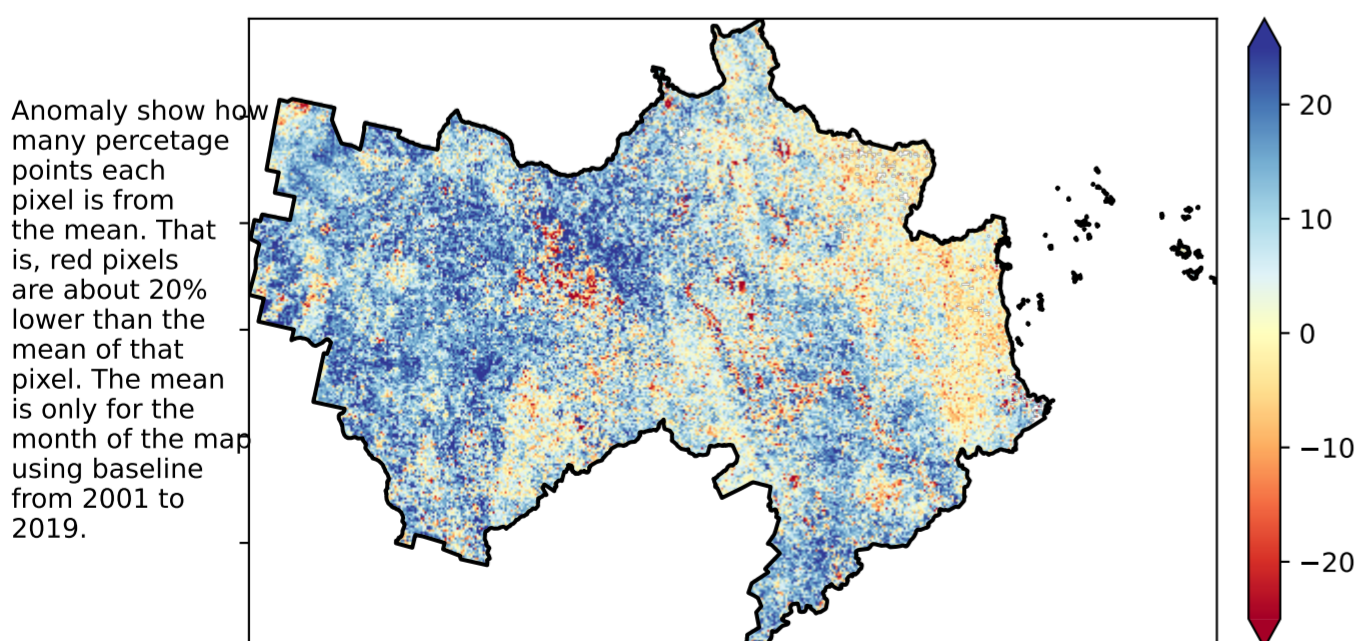 Anomaly show how
many percetage
points each
pixel is from
the mean. That
is, red pixels
are about 20%
lower than the
mean of that
pixel. The mean
is only for the
month of the map
using baseline
from 2001 to
2019.
20
10
0
−10
−20